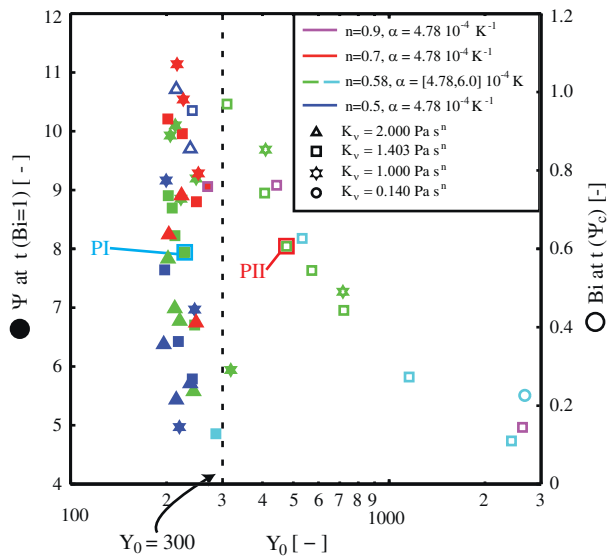 12
11
10
9
8
7
6
5
4
Ψ at t (Bi=1) [ - ]
1.2
1.0
0.8
0.6
0.4
0.2
0
Bi at t (Ψc) [-]
n=0.9, α = 4.78 10⁻⁴ K⁻¹
n=0.7, α = 4.78 10⁻⁴ K⁻¹
n=0.58, α = [4.78,6.0] 10⁻⁴ K
n=0.5, α = 4.78 10⁻⁴ K⁻¹
Kν = 2.000 Pa sⁿ
Kν = 1.403 Pa sⁿ
Kν = 1.000 Pa sⁿ
Kν = 0.140 Pa sⁿ
PI
PII
100 2 3 4 5 6 7 8 9 1000 2 3
Y₀ = 300
Y₀ [ − ]